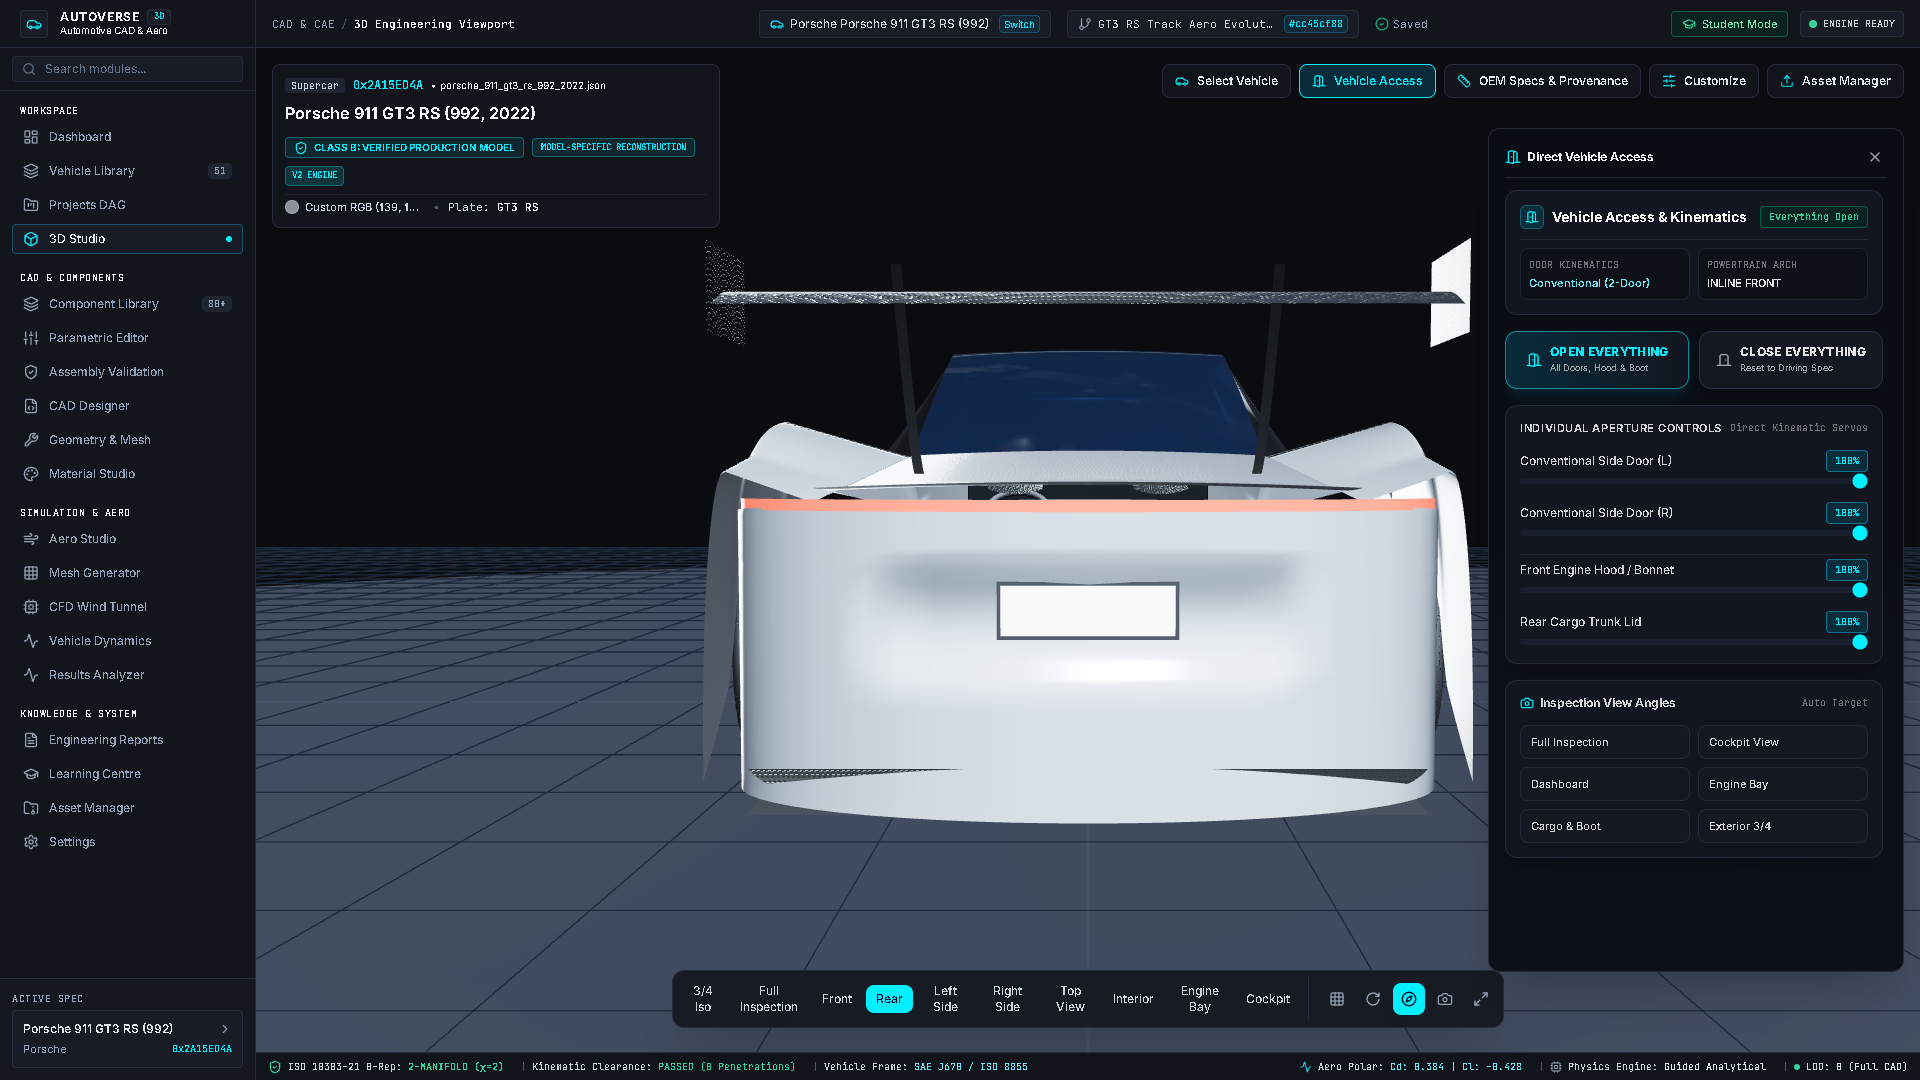 AUTOVERSE 3D
Automotive CAD & Aero
Search modules...
WORKSPACE
Dashboard
Vehicle Library 51
Projects DAG
3D Studio
CAD & COMPONENTS
Component Library 80+
Parametric Editor
Assembly Validation
CAD Designer
Geometry & Mesh
Material Studio
SIMULATION & AERO
Aero Studio
Mesh Generator
CFD Wind Tunnel
Vehicle Dynamics
Results Analyzer
KNOWLEDGE & SYSTEM
Engineering Reports
Learning Centre
Asset Manager
Settings
ACTIVE SPEC
Porsche 911 GT3 RS (992)
Porsche 0x2A15ED4A
CAD & CAE / 3D Engineering Viewport
Porsche Porsche 911 GT3 RS (992) Switch
GT3 RS Track Aero Evolut… #cc45cf88
Saved
Student Mode
ENGINE READY
Supercar 0x2A15ED4A • porsche_911_gt3_rs_992_2022.json
Porsche 911 GT3 RS (992, 2022)
CLASS B: VERIFIED PRODUCTION MODEL
MODEL-SPECIFIC RECONSTRUCTION
V2 ENGINE
Custom RGB (139, 1... • Plate: GT3 RS
Select Vehicle
Vehicle Access
OEM Specs & Provenance
Customize
Asset Manager
Direct Vehicle Access
Vehicle Access & Kinematics Everything Open
DOOR KINEMATICS
Conventional (2-Door)
POWERTRAIN ARCH
INLINE FRONT
OPEN EVERYTHING
All Doors, Hood & Boot
CLOSE EVERYTHING
Reset to Driving Spec
INDIVIDUAL APERTURE CONTROLS Direct Kinematic Servos
Conventional Side Door (L) 100%
Conventional Side Door (R) 100%
Front Engine Hood / Bonnet 100%
Rear Cargo Trunk Lid 100%
Inspection View Angles Auto Target
Full Inspection
Cockpit View
Dashboard
Engine Bay
Cargo & Boot
Exterior 3/4
3/4 Iso
Full Inspection
Front
Rear
Left Side
Right Side
Top View
Interior
Engine Bay
Cockpit
ISO 10303-21 B-Rep: 2-MANIFOLD (χ=2) | Kinematic Clearance: PASSED (0 Penetrations) | Vehicle Frame: SAE J670 / ISO 8855
Aero Polar: Cd: 0.384 | Cl: -0.428 | Physics Engine: Guided Analytical | LOD: 0 (Full CAD)